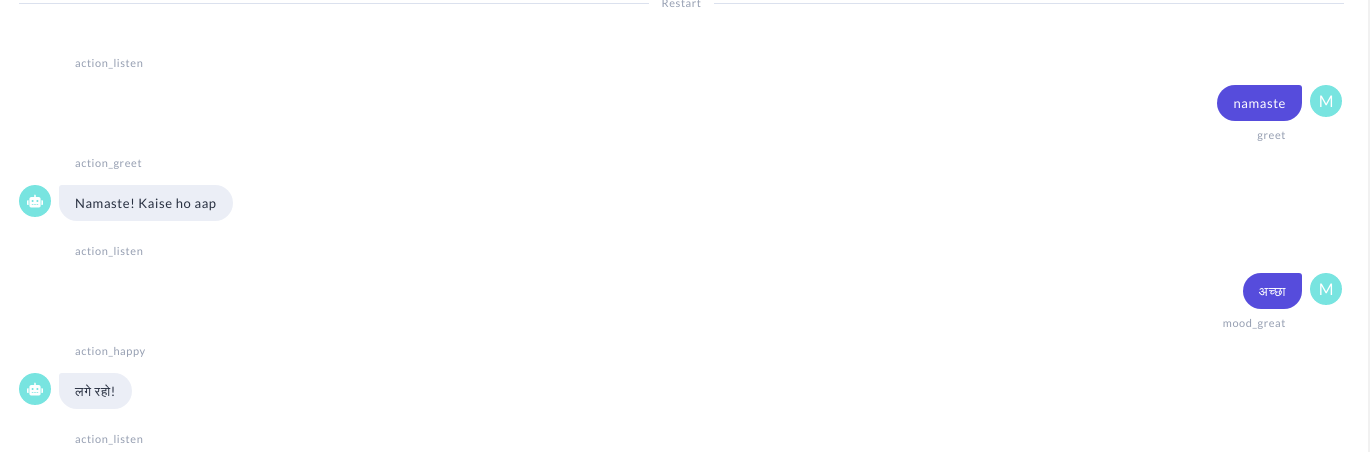 Restart
action_listen
namaste
M
greet
action_greet
Namaste! Kaise ho aap
action_listen
अच्छा
M
mood_great
action_happy
लगे रहो!
action_listen